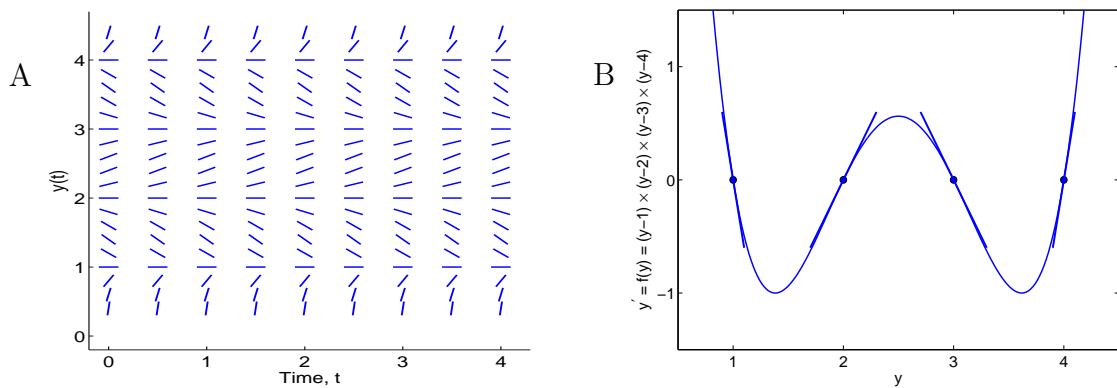 A
y(t)
4
3
2
1
0
0 1 2 3 4
Time, t
B
y′ = f(y) = (y−1) × (y−2) × (y−3) × (y−4)
1
0
−1
1 2 3 4
y